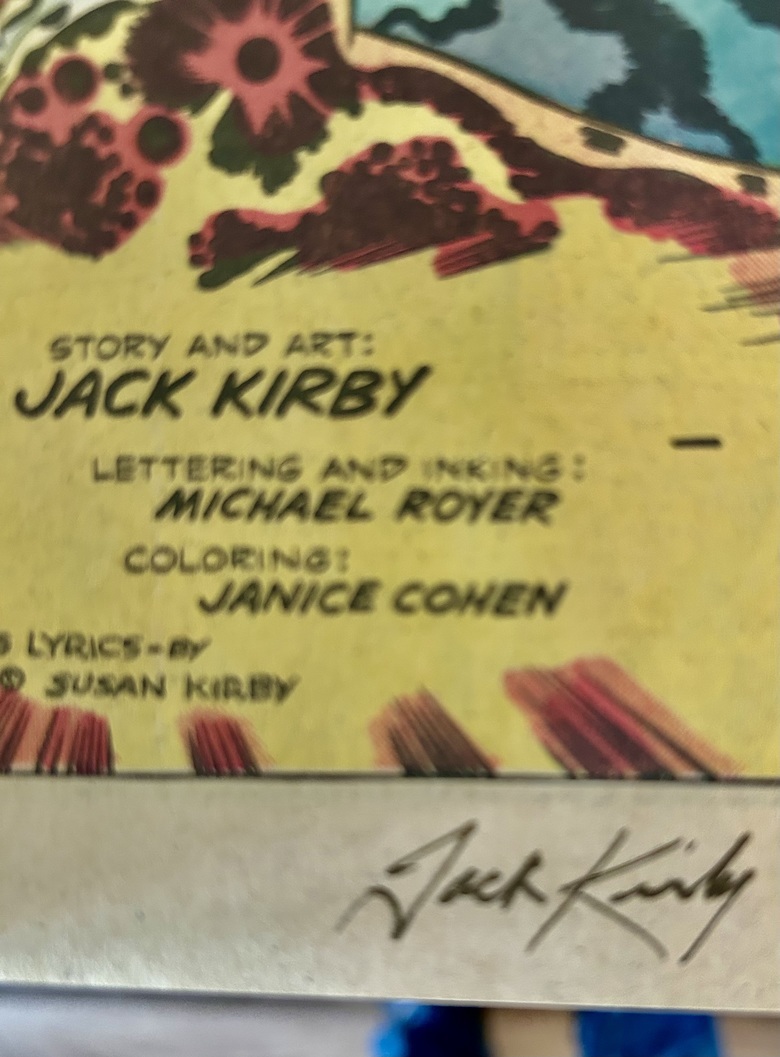 STORY AND ART:
JACK KIRBY
LETTERING AND INKING:
MICHAEL ROYER
COLORING:
JANICE COHEN
LYRICS-BY
© SUSAN KIRBY
Jack Kirby